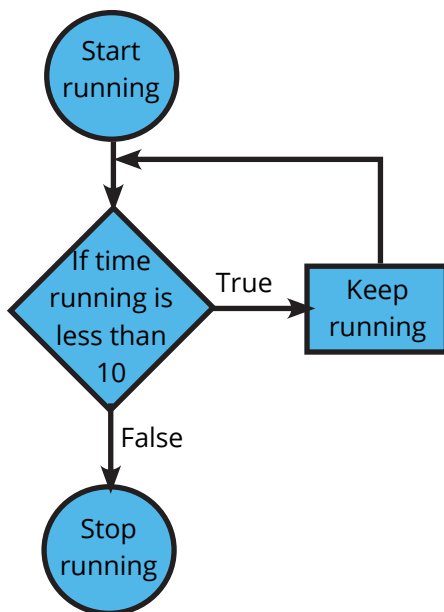 Start
running
If time
running is
less than
10
True
Keep
running
False
Stop
running